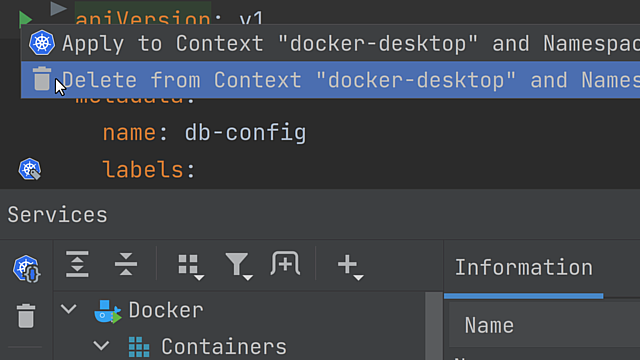 apiVersion: v1
Apply to Context "docker-desktop" and Namespac
Delete from Context "docker-desktop" and Names
metadata:
name: db-config
labels:
Services
Information
Docker
Name
Containers